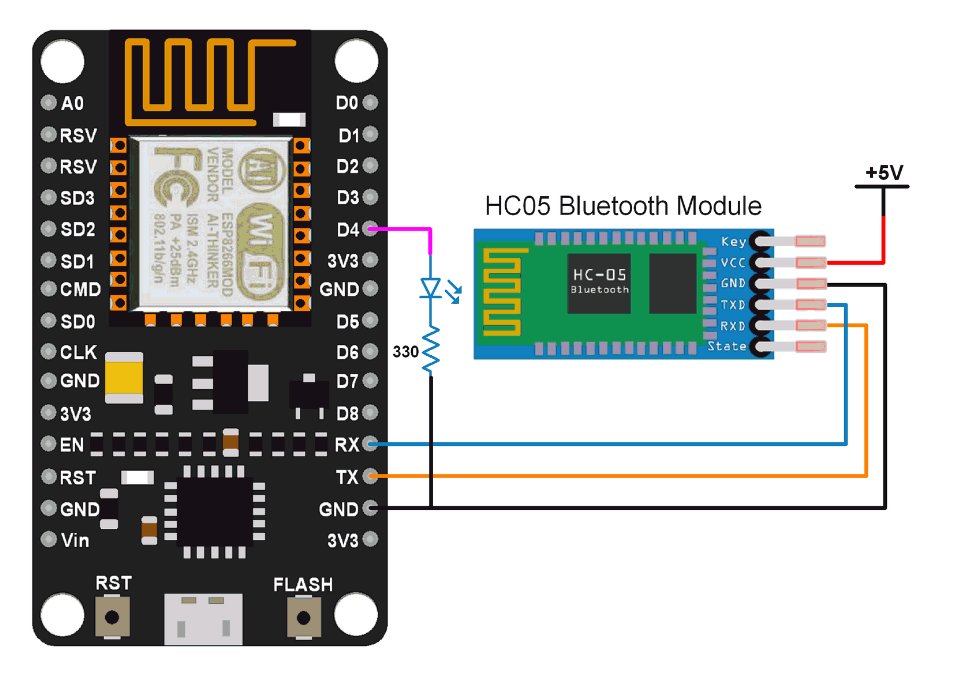 A0
RSV
RSV
SD3
SD2
SD1
CMD
SD0
CLK
GND
3V3
EN
RST
GND
Vin
D0
D1
D2
D3
D4
3V3
GND
D5
D6
D7
D8
RX
TX
GND
3V3
AI
MODEL ESP8266MOD
VENDOR AI-THINKER
WiFi
FC
ISM 2.4GHz
PA +25dBm
802.11b/g/n
RST
FLASH
330
HC05 Bluetooth Module
HC-05
Bluetooth
Key
VCC
GND
TXD
RXD
State
+5V